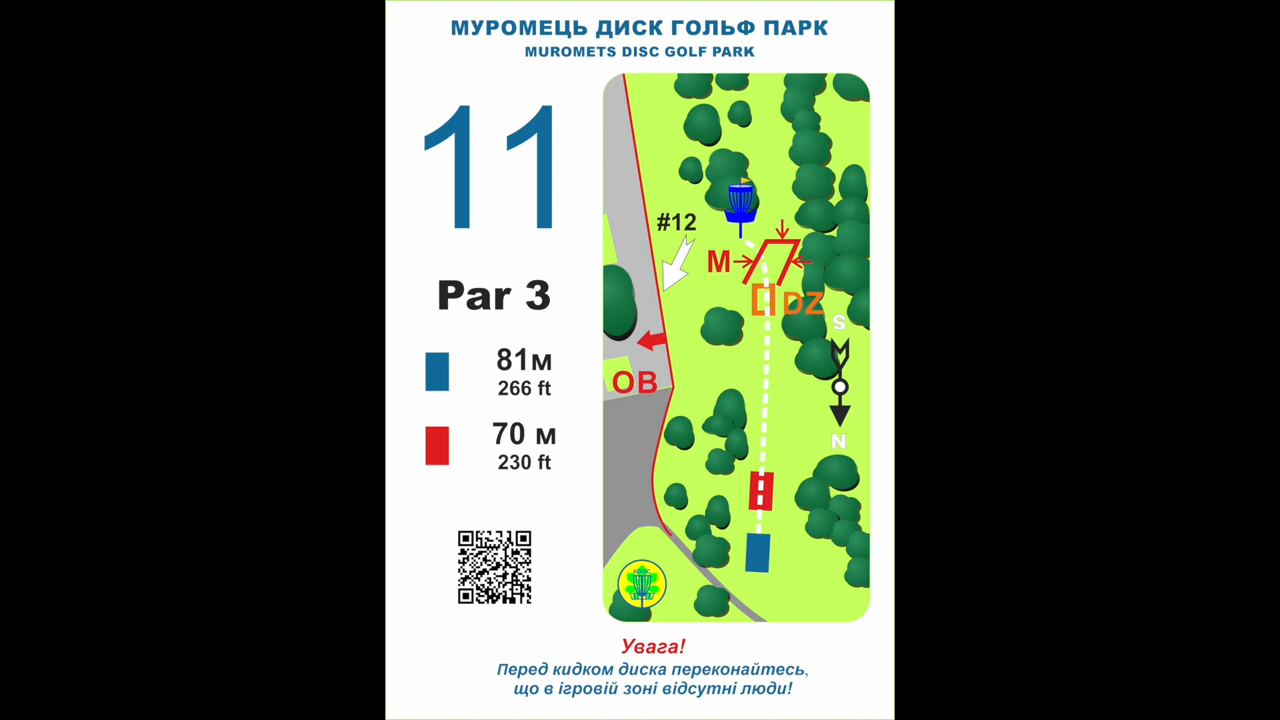 МУРОМЕЦЬ ДИСК ГОЛЬФ ПАРК
MUROMETS DISC GOLF PARK
11
Par 3
81м
266 ft
70 м
230 ft
#12
M
DZ
S
OB
N
KDGC
Увага!
Перед кидком диска переконайтесь,
що в ігровій зоні відсутні люди!